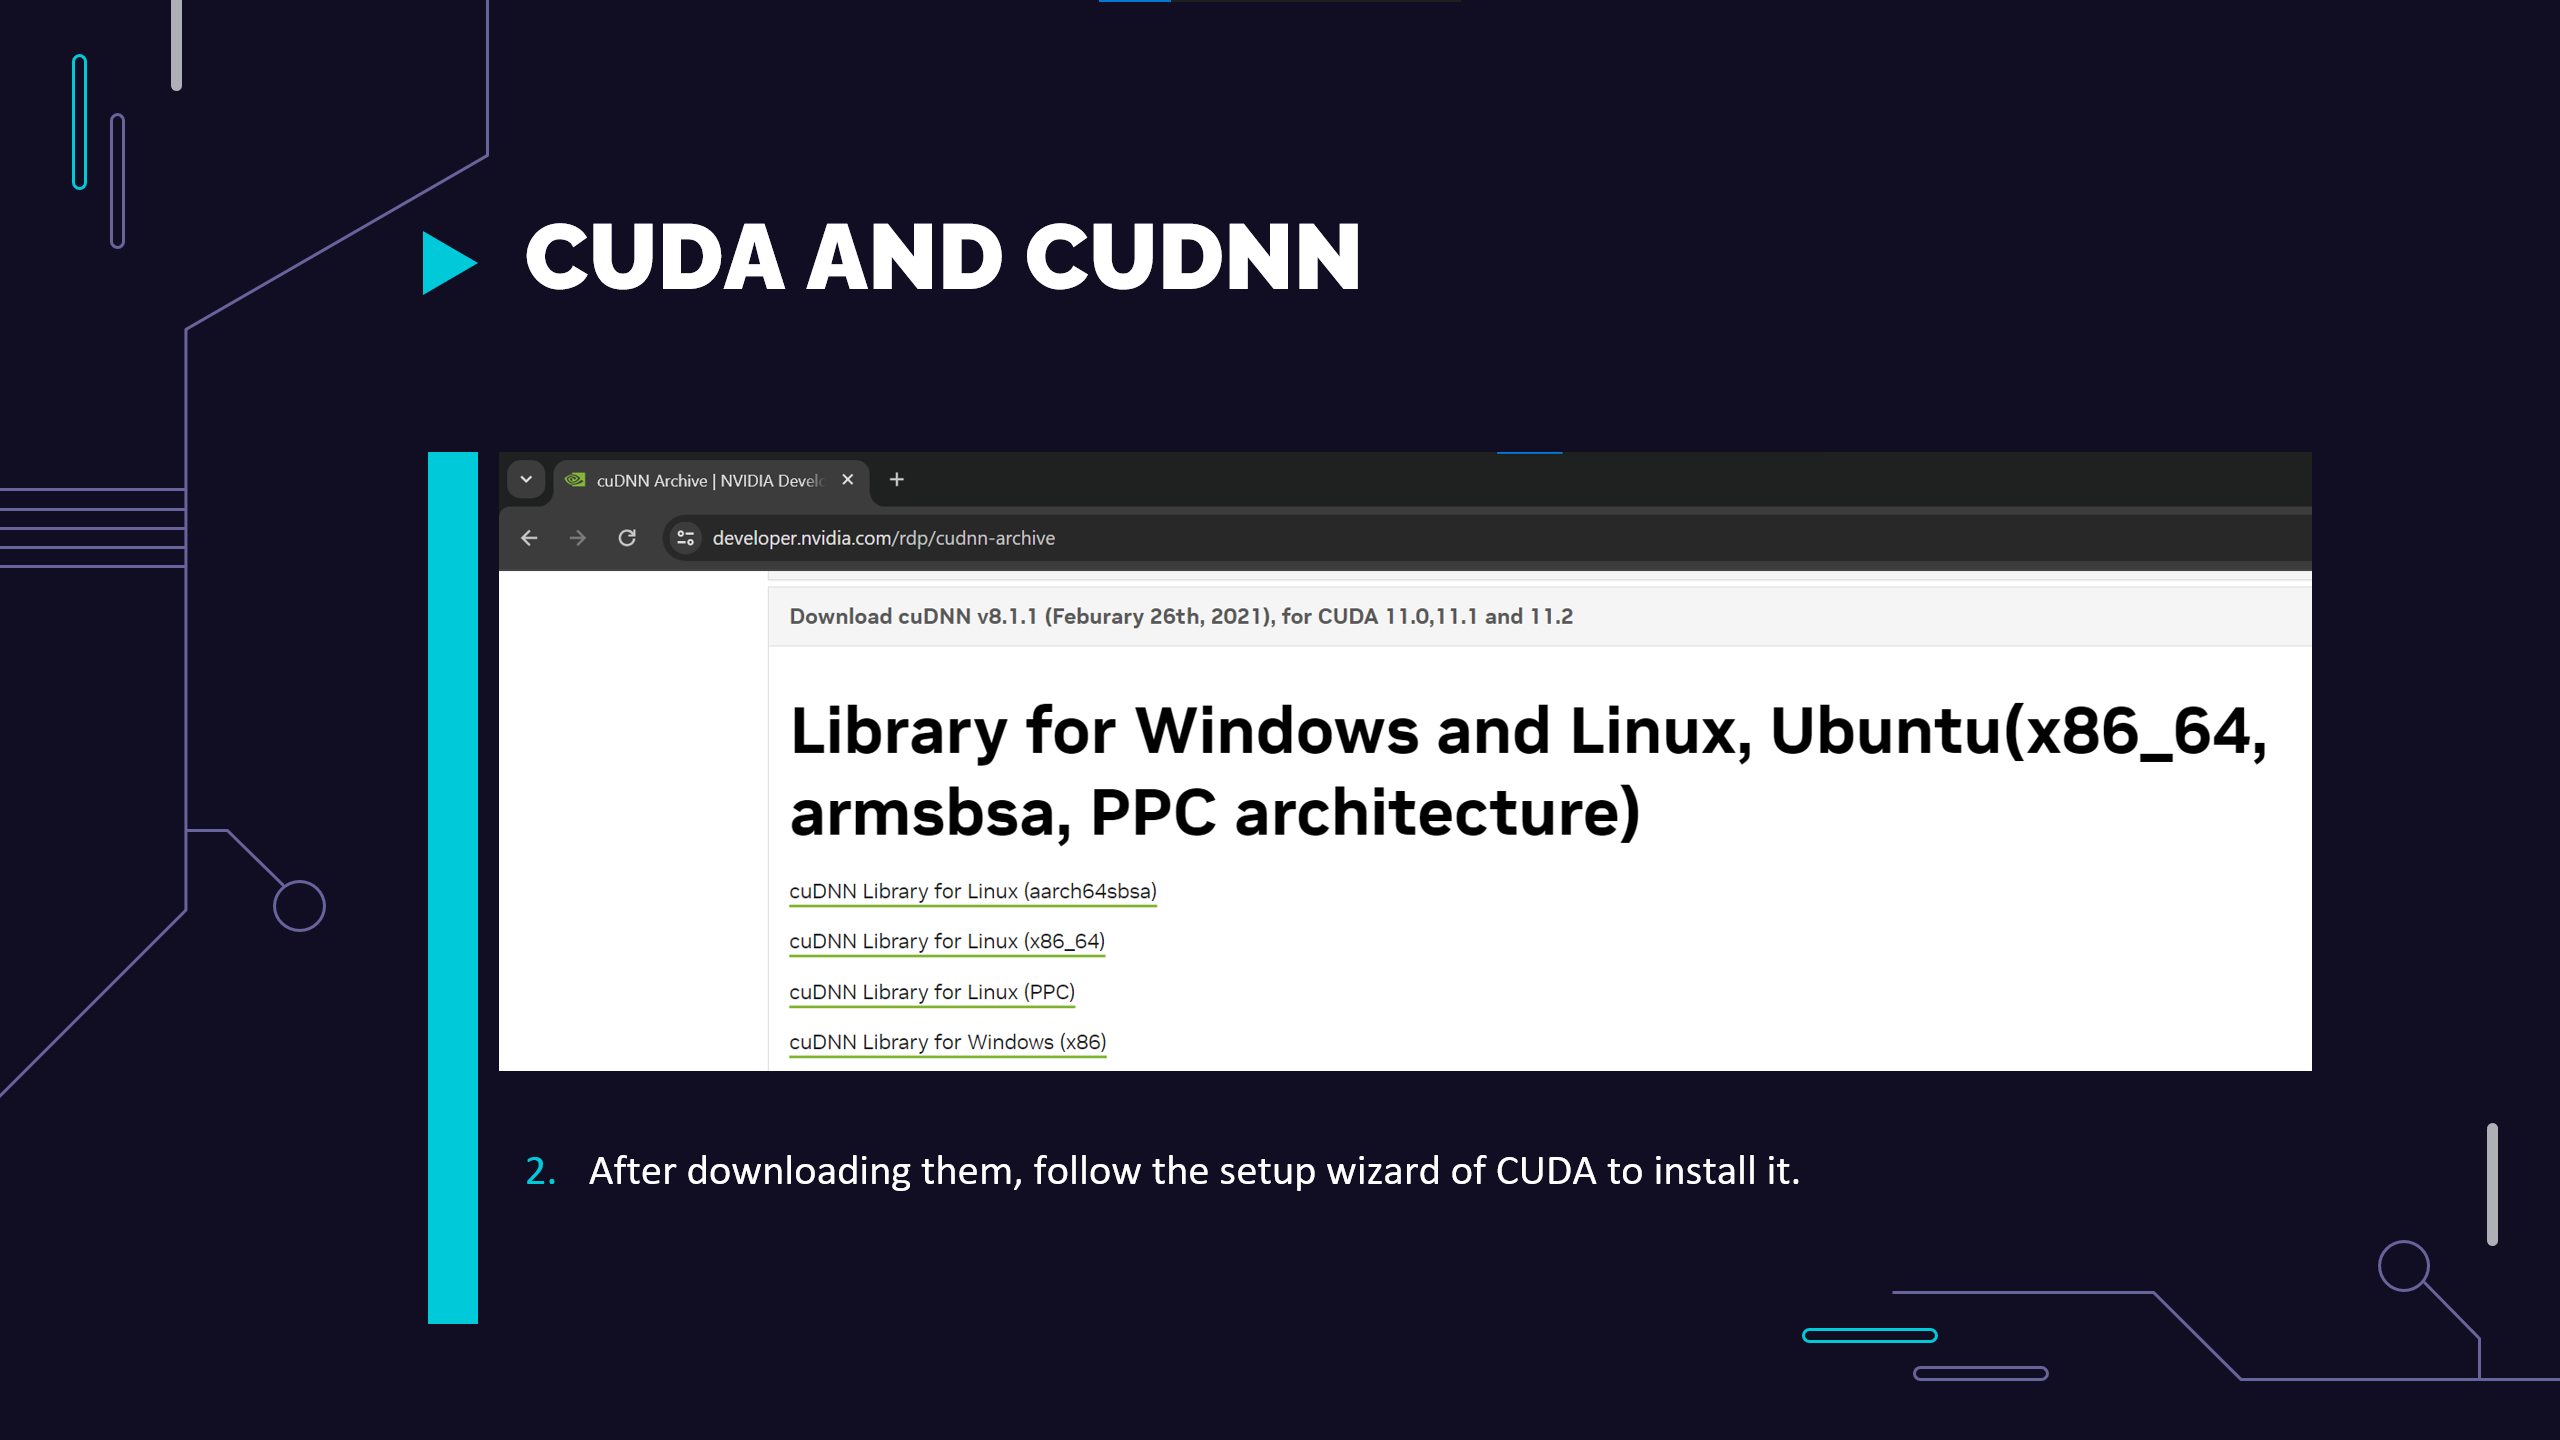 CUDA AND CUDNN
cuDNN Archive | NVIDIA Develo
developer.nvidia.com/rdp/cudnn-archive
Download cuDNN v8.1.1 (Feburary 26th, 2021), for CUDA 11.0,11.1 and 11.2
Library for Windows and Linux, Ubuntu(x86_64,
armsbsa, PPC architecture)
cuDNN Library for Linux (aarch64sbsa)
cuDNN Library for Linux (x86_64)
cuDNN Library for Linux (PPC)
cuDNN Library for Windows (x86)
2. After downloading them, follow the setup wizard of CUDA to install it.